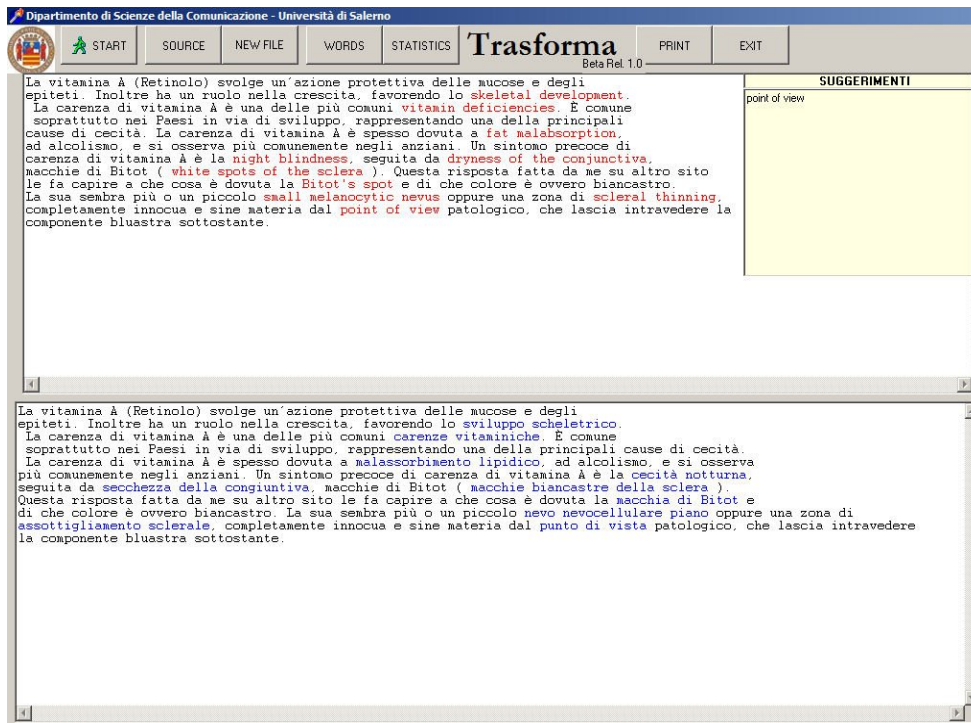 Dipartimento di Scienze della Comunicazione - Università di Salerno
START SOURCE NEW FILE WORDS STATISTICS Trasforma PRINT EXIT
Beta Rel. 1.0
La vitamina A (Retinolo) svolge un´azione protettiva delle mucose e degli
epiteti. Inoltre ha un ruolo nella crescita, favorendo lo skeletal development.
La carenza di vitamina A è una delle più comuni vitamin deficiencies. È comune
soprattutto nei Paesi in via di sviluppo, rappresentando una della principali
cause di cecità. La carenza di vitamina A è spesso dovuta a fat malabsorption,
ad alcolismo, e si osserva più comunemente negli anziani. Un sintomo precoce di
carenza di vitamina A è la night blindness, seguita da dryness of the conjunctiva,
macchie di Bitot ( white spots of the sclera ). Questa risposta fatta da me su altro sito
le fa capire a che cosa è dovuta la Bitot's spot e di che colore è ovvero biancastro.
La sua sembra più o un piccolo small melanocytic nevus oppure una zona di scleral thinning,
completamente innocua e sine materia dal point of view patologico, che lascia intravedere la
componente bluastra sottostante.
SUGGERIMENTI
point of view
La vitamina A (Retinolo) svolge un´azione protettiva delle mucose e degli
epiteti. Inoltre ha un ruolo nella crescita, favorendo lo sviluppo scheletrico.
La carenza di vitamina A è una delle più comuni carenze vitaminiche. È comune
soprattutto nei Paesi in via di sviluppo, rappresentando una della principali cause di cecità.
La carenza di vitamina A è spesso dovuta a malassorbimento lipidico, ad alcolismo, e si osserva
più comunemente negli anziani. Un sintomo precoce di carenza di vitamina A è la cecità notturna,
seguita da secchezza della congiuntiva, macchie di Bitot ( macchie biancastre della sclera ).
Questa risposta fatta da me su altro sito le fa capire a che cosa è dovuta la macchia di Bitot e
di che colore è ovvero biancastro. La sua sembra più o un piccolo nevo nevocellulare piano oppure una zona di
assottigliamento sclerale, completamente innocua e sine materia dal punto di vista patologico, che lascia intravedere
la componente bluastra sottostante.